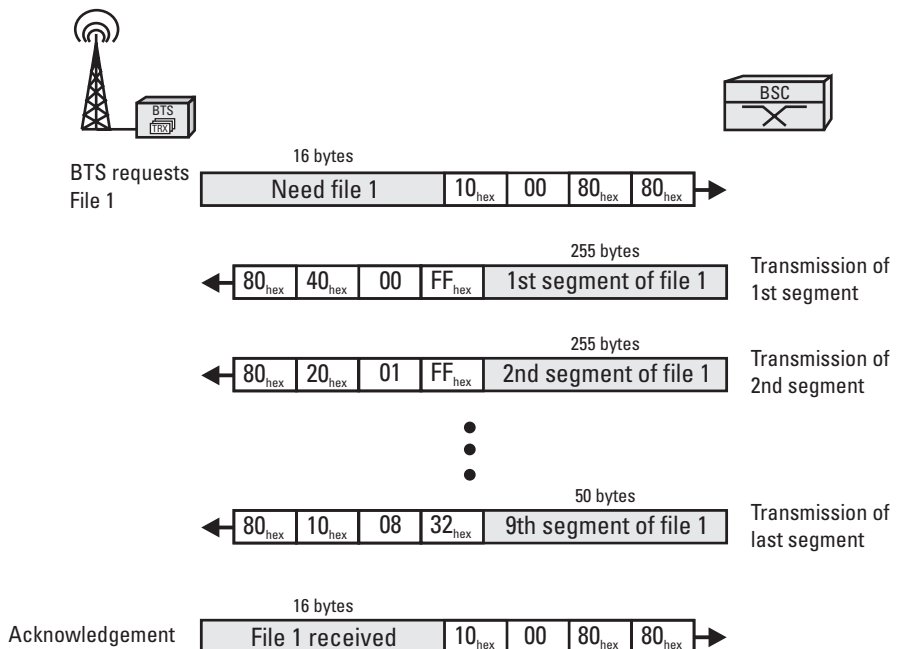 BTS
TRX
BSC
16 bytes
BTS requests
File 1
Need file 1 10hex 00 80hex 80hex
255 bytes
80hex 40hex 00 FFhex 1st segment of file 1
Transmission of
1st segment
255 bytes
80hex 20hex 01 FFhex 2nd segment of file 1
Transmission of
2nd segment
50 bytes
80hex 10hex 08 32hex 9th segment of file 1
Transmission of
last segment
16 bytes
Acknowledgement
File 1 received 10hex 00 80hex 80hex